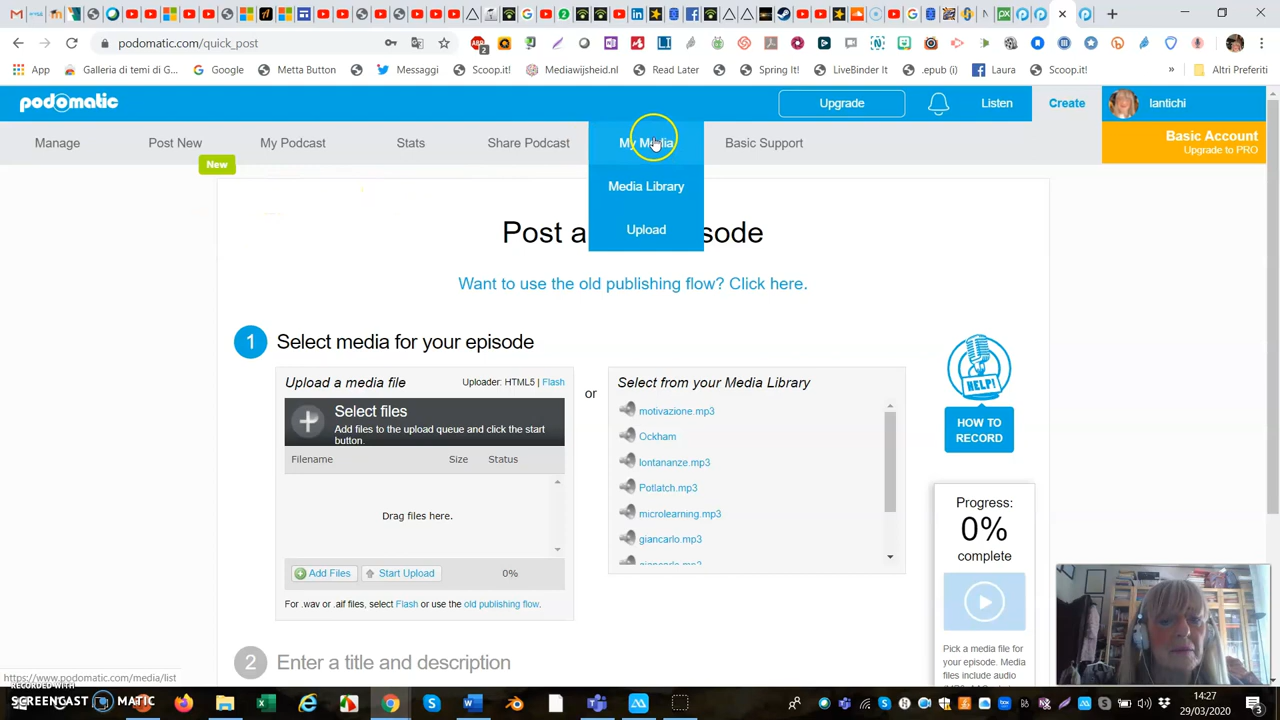 podomatic.com/quick_post
App
Galleria di temi di G...
Google
Metta Button
Messaggi
Scoop.it!
Mediawijsheid.nl
Read Later
Spring It!
LiveBinder It
.epub (i)
Laura
Scoop.it!
»
Altri Preferiti
podomatic
Upgrade
Listen
Create
lantichi
Manage
Post New
My Podcast
Stats
Share Podcast
My Media
Basic Support
Basic Account
Upgrade to PRO
New
Media Library
Upload
Post a
sode
Want to use the old publishing flow? Click here.
1 Select media for your episode
Upload a media file
Uploader: HTML5 | Flash
Select files
Add files to the upload queue and click the start
button.
Filename Size Status
Drag files here.
Add Files
Start Upload
0%
For .wav or .aif files, select Flash or use the old publishing flow.
or
Select from your Media Library
motivazione.mp3
Ockham
lontananze.mp3
Potlatch.mp3
microlearning.mp3
giancarlo.mp3
giancarlo.mp3
HELP!
HOW TO
RECORD
Progress:
0%
complete
Pick a media file for
your episode. Media
files include audio
2 Enter a title and description
https://www.podomatic.com/media/list
RECORDED WITH
SCREENCAST MATIC
14:27
29/03/2020